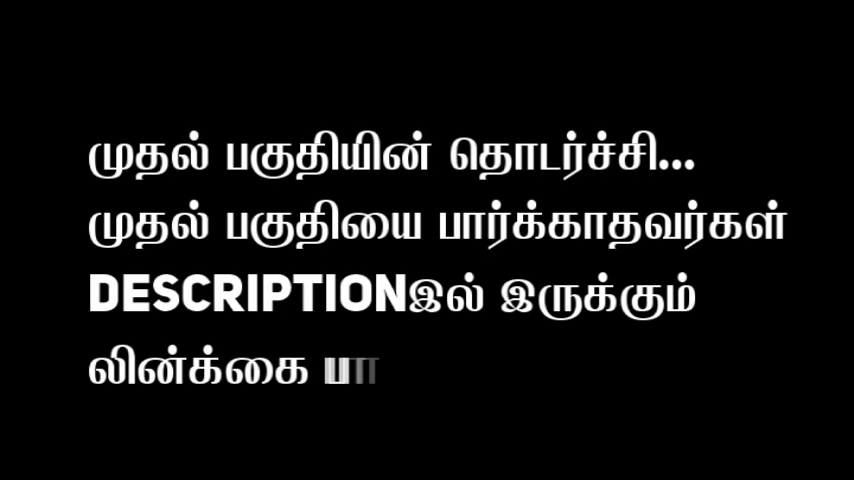 முதல் பகுதியின் தொடர்ச்சி...
முதல் பகுதியை பார்க்காதவர்கள்
DESCRIPTIONஇல் இருக்கும்
லின்க்கை